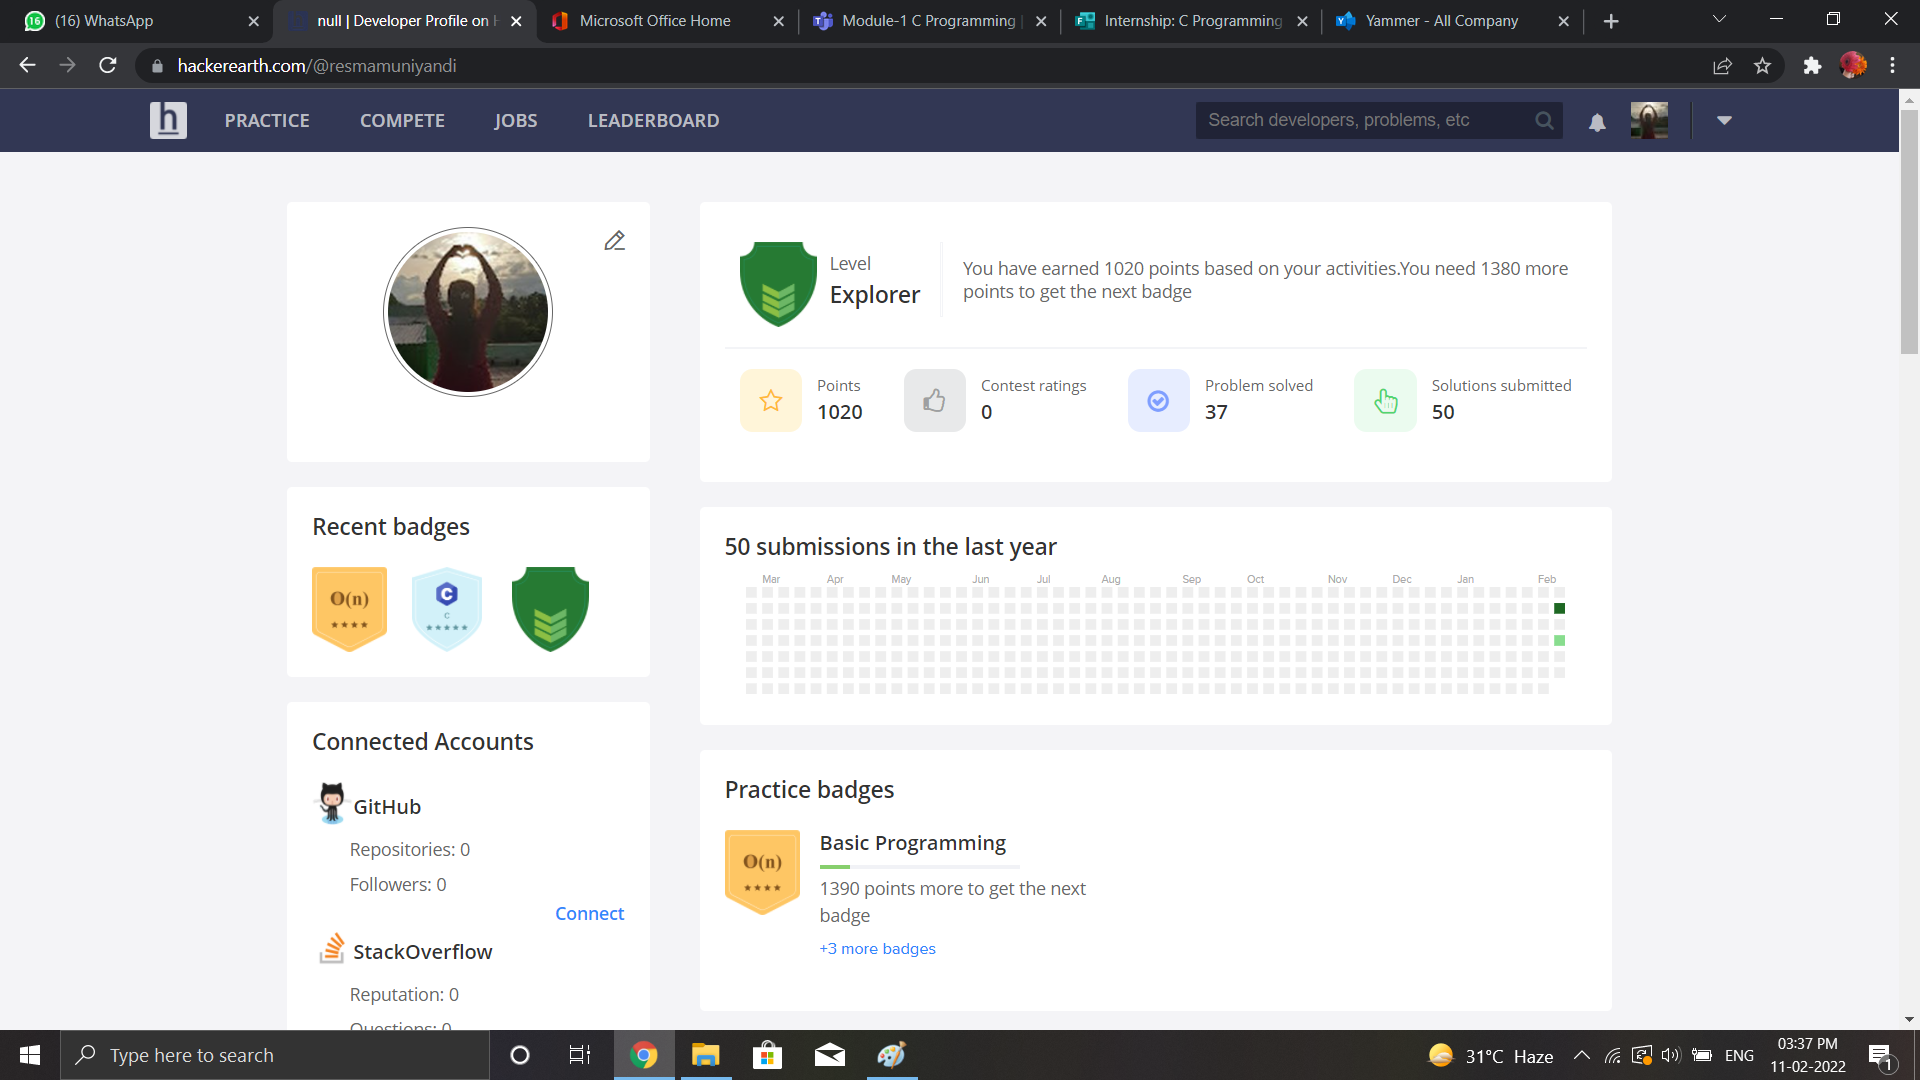 (16) WhatsApp
null | Developer Profile on H
Microsoft Office Home
Module-1 C Programming |
Internship: C Programming
Yammer - All Company
hackerearth.com/@resmamuniyandi
h PRACTICE COMPETE JOBS LEADERBOARD
Search developers, problems, etc
Level
Explorer
You have earned 1020 points based on your activities.You need 1380 more
points to get the next badge
Points
1020
Contest ratings
0
Problem solved
37
Solutions submitted
50
Recent badges
O(n)
C
C
50 submissions in the last year
Mar Apr May Jun Jul Aug Sep Oct Nov Dec Jan Feb
Connected Accounts
GitHub
Repositories: 0
Followers: 0
Connect
StackOverflow
Reputation: 0
Questions: 0
Practice badges
O(n)
Basic Programming
1390 points more to get the next
badge
+3 more badges
Type here to search
31°C Haze
ENG
03:37 PM
11-02-2022
1